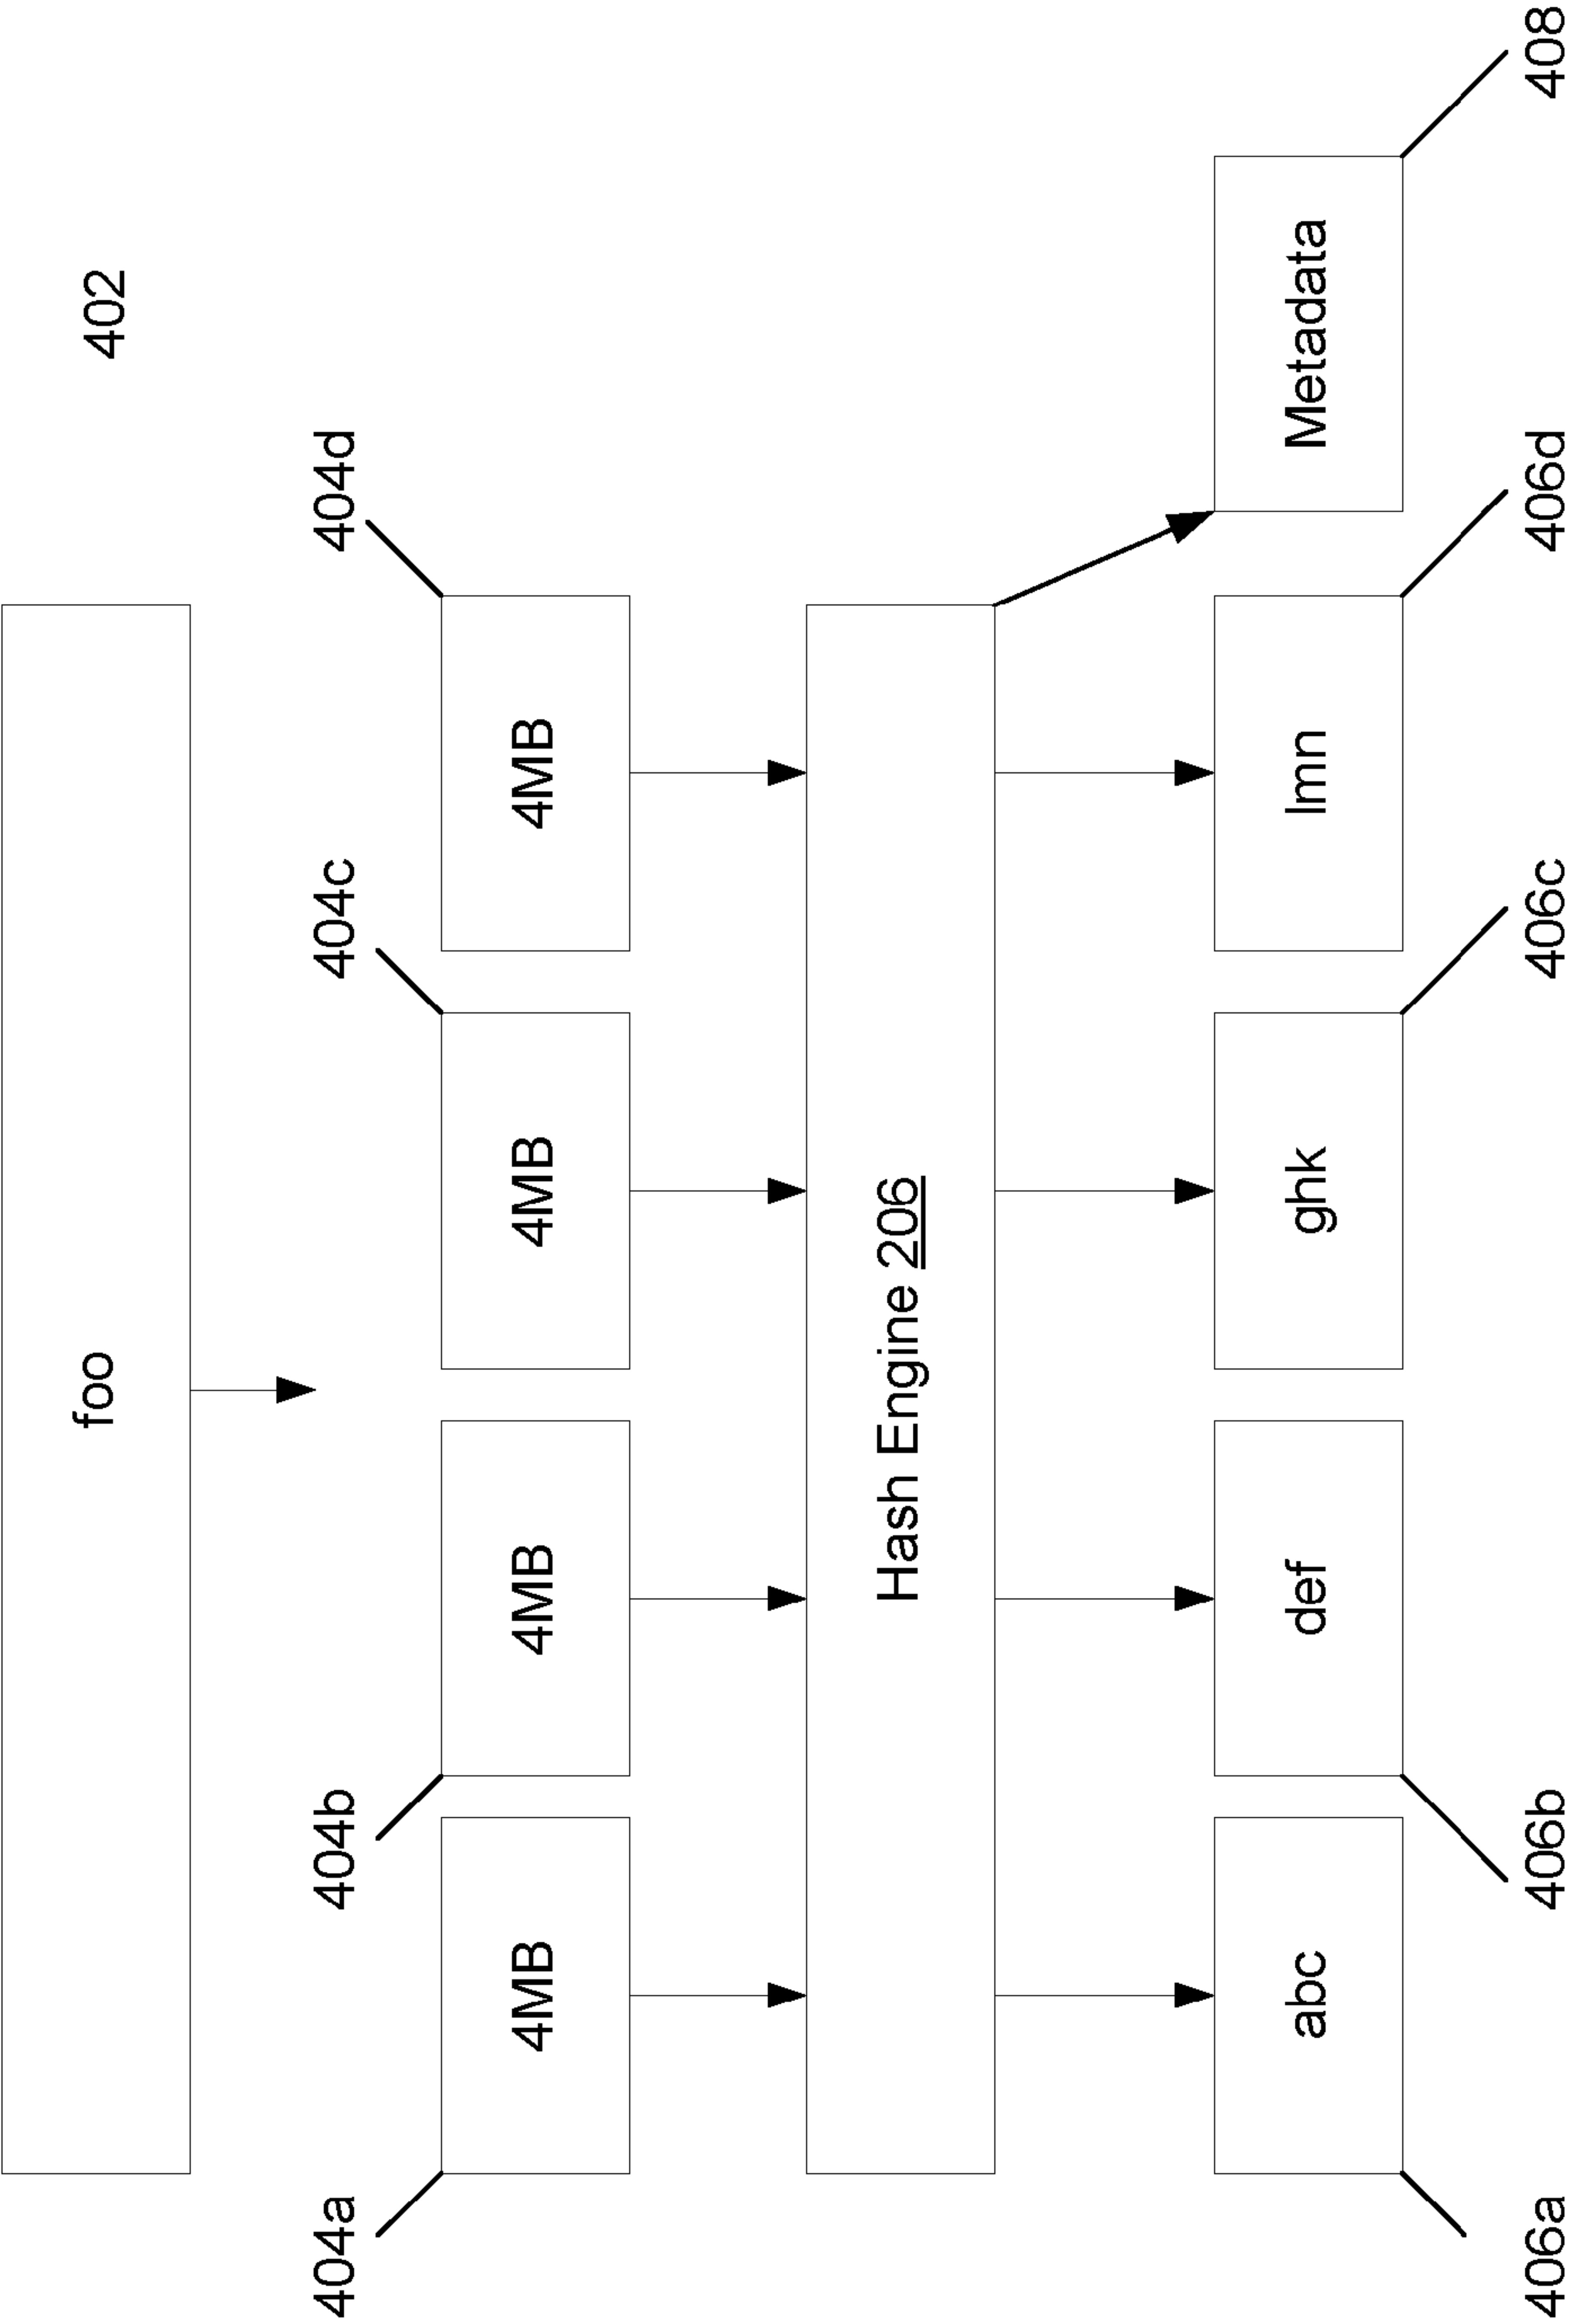 foo
402
404a
404b
404c
404d
4MB
4MB
4MB
4MB
Hash Engine 206
abc
def
ghk
lmn
Metadata
406a
406b
406c
406d
408